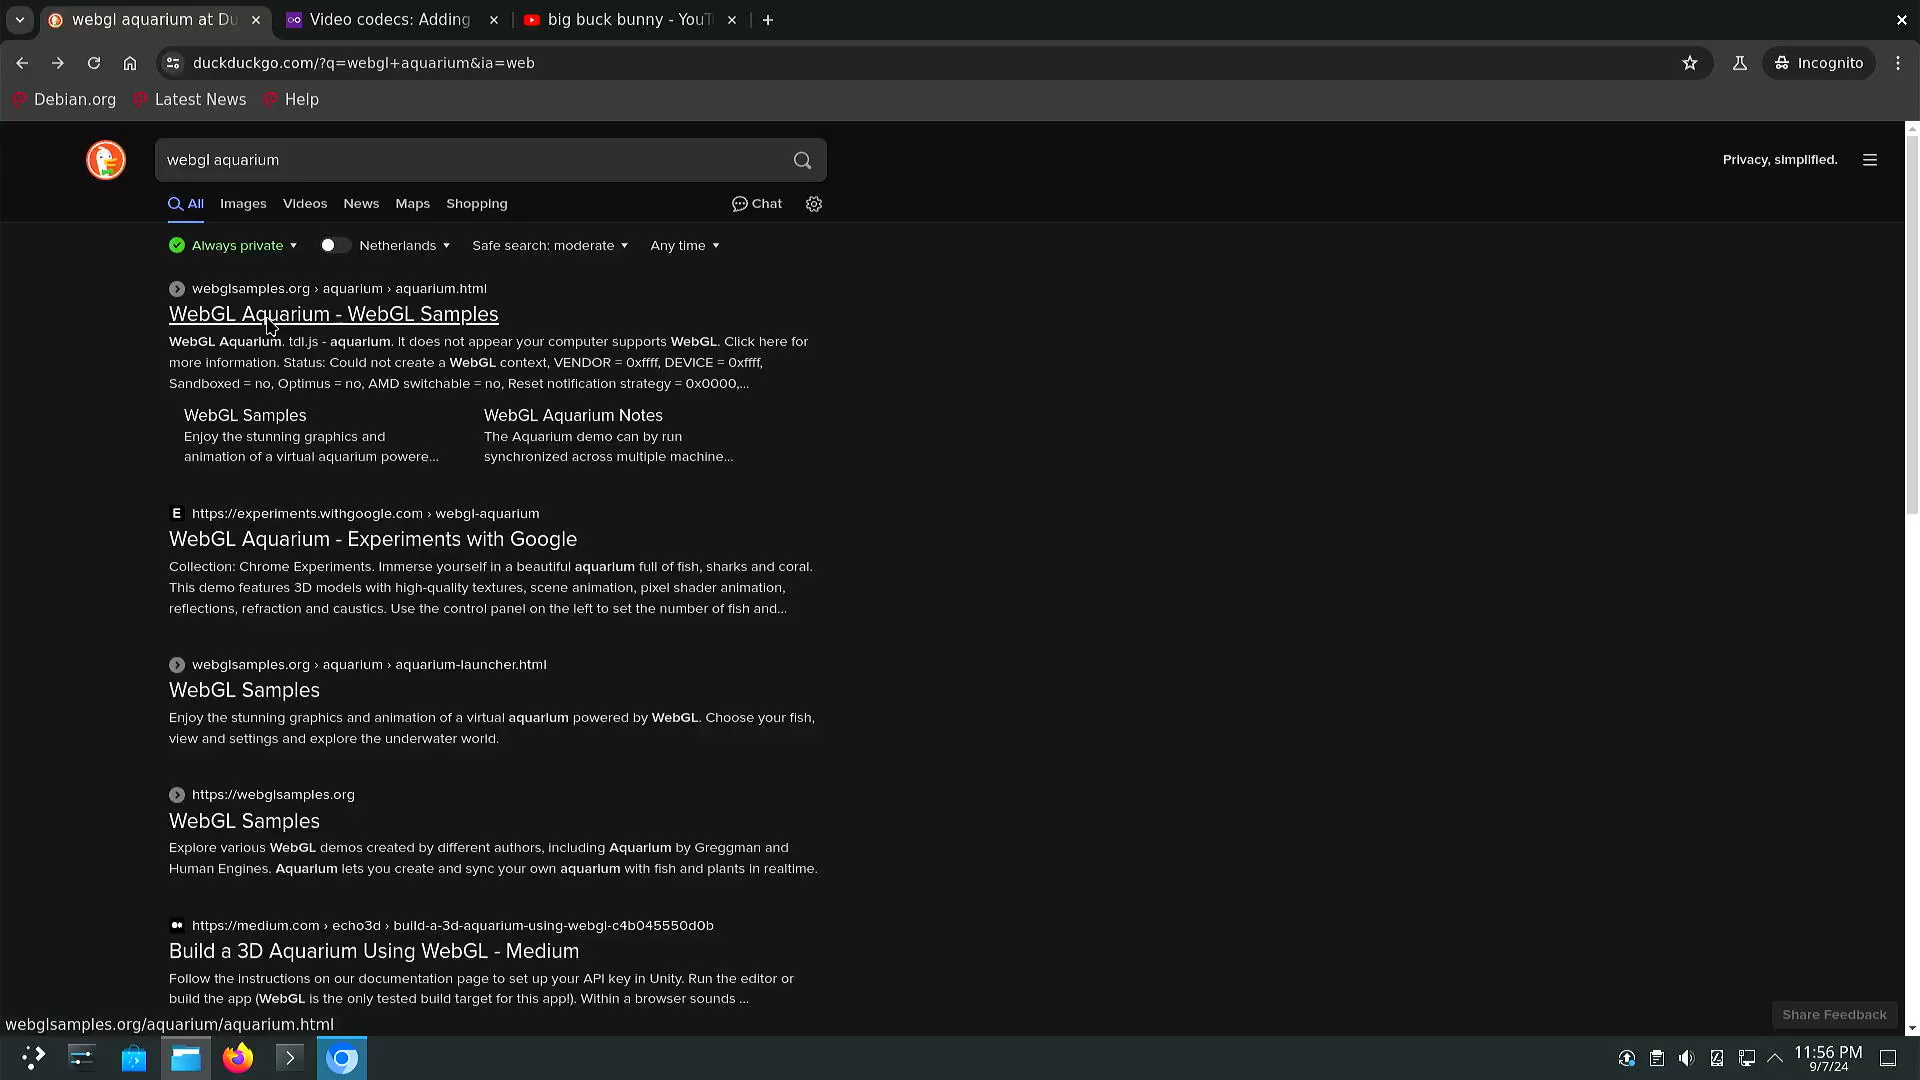 webgl aquarium at Du
Video codecs: Adding
big buck bunny - YouT
duckduckgo.com/?q=webgl+aquarium&ia=web
Incognito
Debian.org
Latest News
Help
webgl aquarium
Privacy, simplified.
All
Images
Videos
News
Maps
Shopping
Chat
Always private
Netherlands
Safe search: moderate
Any time
webglsamples.org › aquarium › aquarium.html
WebGL Aquarium - WebGL Samples
WebGL Aquarium. tdl.js - aquarium. It does not appear your computer supports WebGL. Click here for
more information. Status: Could not create a WebGL context, VENDOR = 0xffff, DEVICE = 0xffff,
Sandboxed = no, Optimus = no, AMD switchable = no, Reset notification strategy = 0x0000,...
WebGL Samples
Enjoy the stunning graphics and
animation of a virtual aquarium powere...
WebGL Aquarium Notes
The Aquarium demo can by run
synchronized across multiple machine...
E
https://experiments.withgoogle.com › webgl-aquarium
WebGL Aquarium - Experiments with Google
Collection: Chrome Experiments. Immerse yourself in a beautiful aquarium full of fish, sharks and coral.
This demo features 3D models with high-quality textures, scene animation, pixel shader animation,
reflections, refraction and caustics. Use the control panel on the left to set the number of fish and...
webglsamples.org › aquarium › aquarium-launcher.html
WebGL Samples
Enjoy the stunning graphics and animation of a virtual aquarium powered by WebGL. Choose your fish,
view and settings and explore the underwater world.
https://webglsamples.org
WebGL Samples
Explore various WebGL demos created by different authors, including Aquarium by Greggman and
Human Engines. Aquarium lets you create and sync your own aquarium with fish and plants in realtime.
https://medium.com › echo3d › build-a-3d-aquarium-using-webgl-c4b045550d0b
Build a 3D Aquarium Using WebGL - Medium
Follow the instructions on our documentation page to set up your API key in Unity. Run the editor or
build the app (WebGL is the only tested build target for this app!). Within a browser sounds ...
Share Feedback
webglsamples.org/aquarium/aquarium.html
11:56 PM
9/7/24